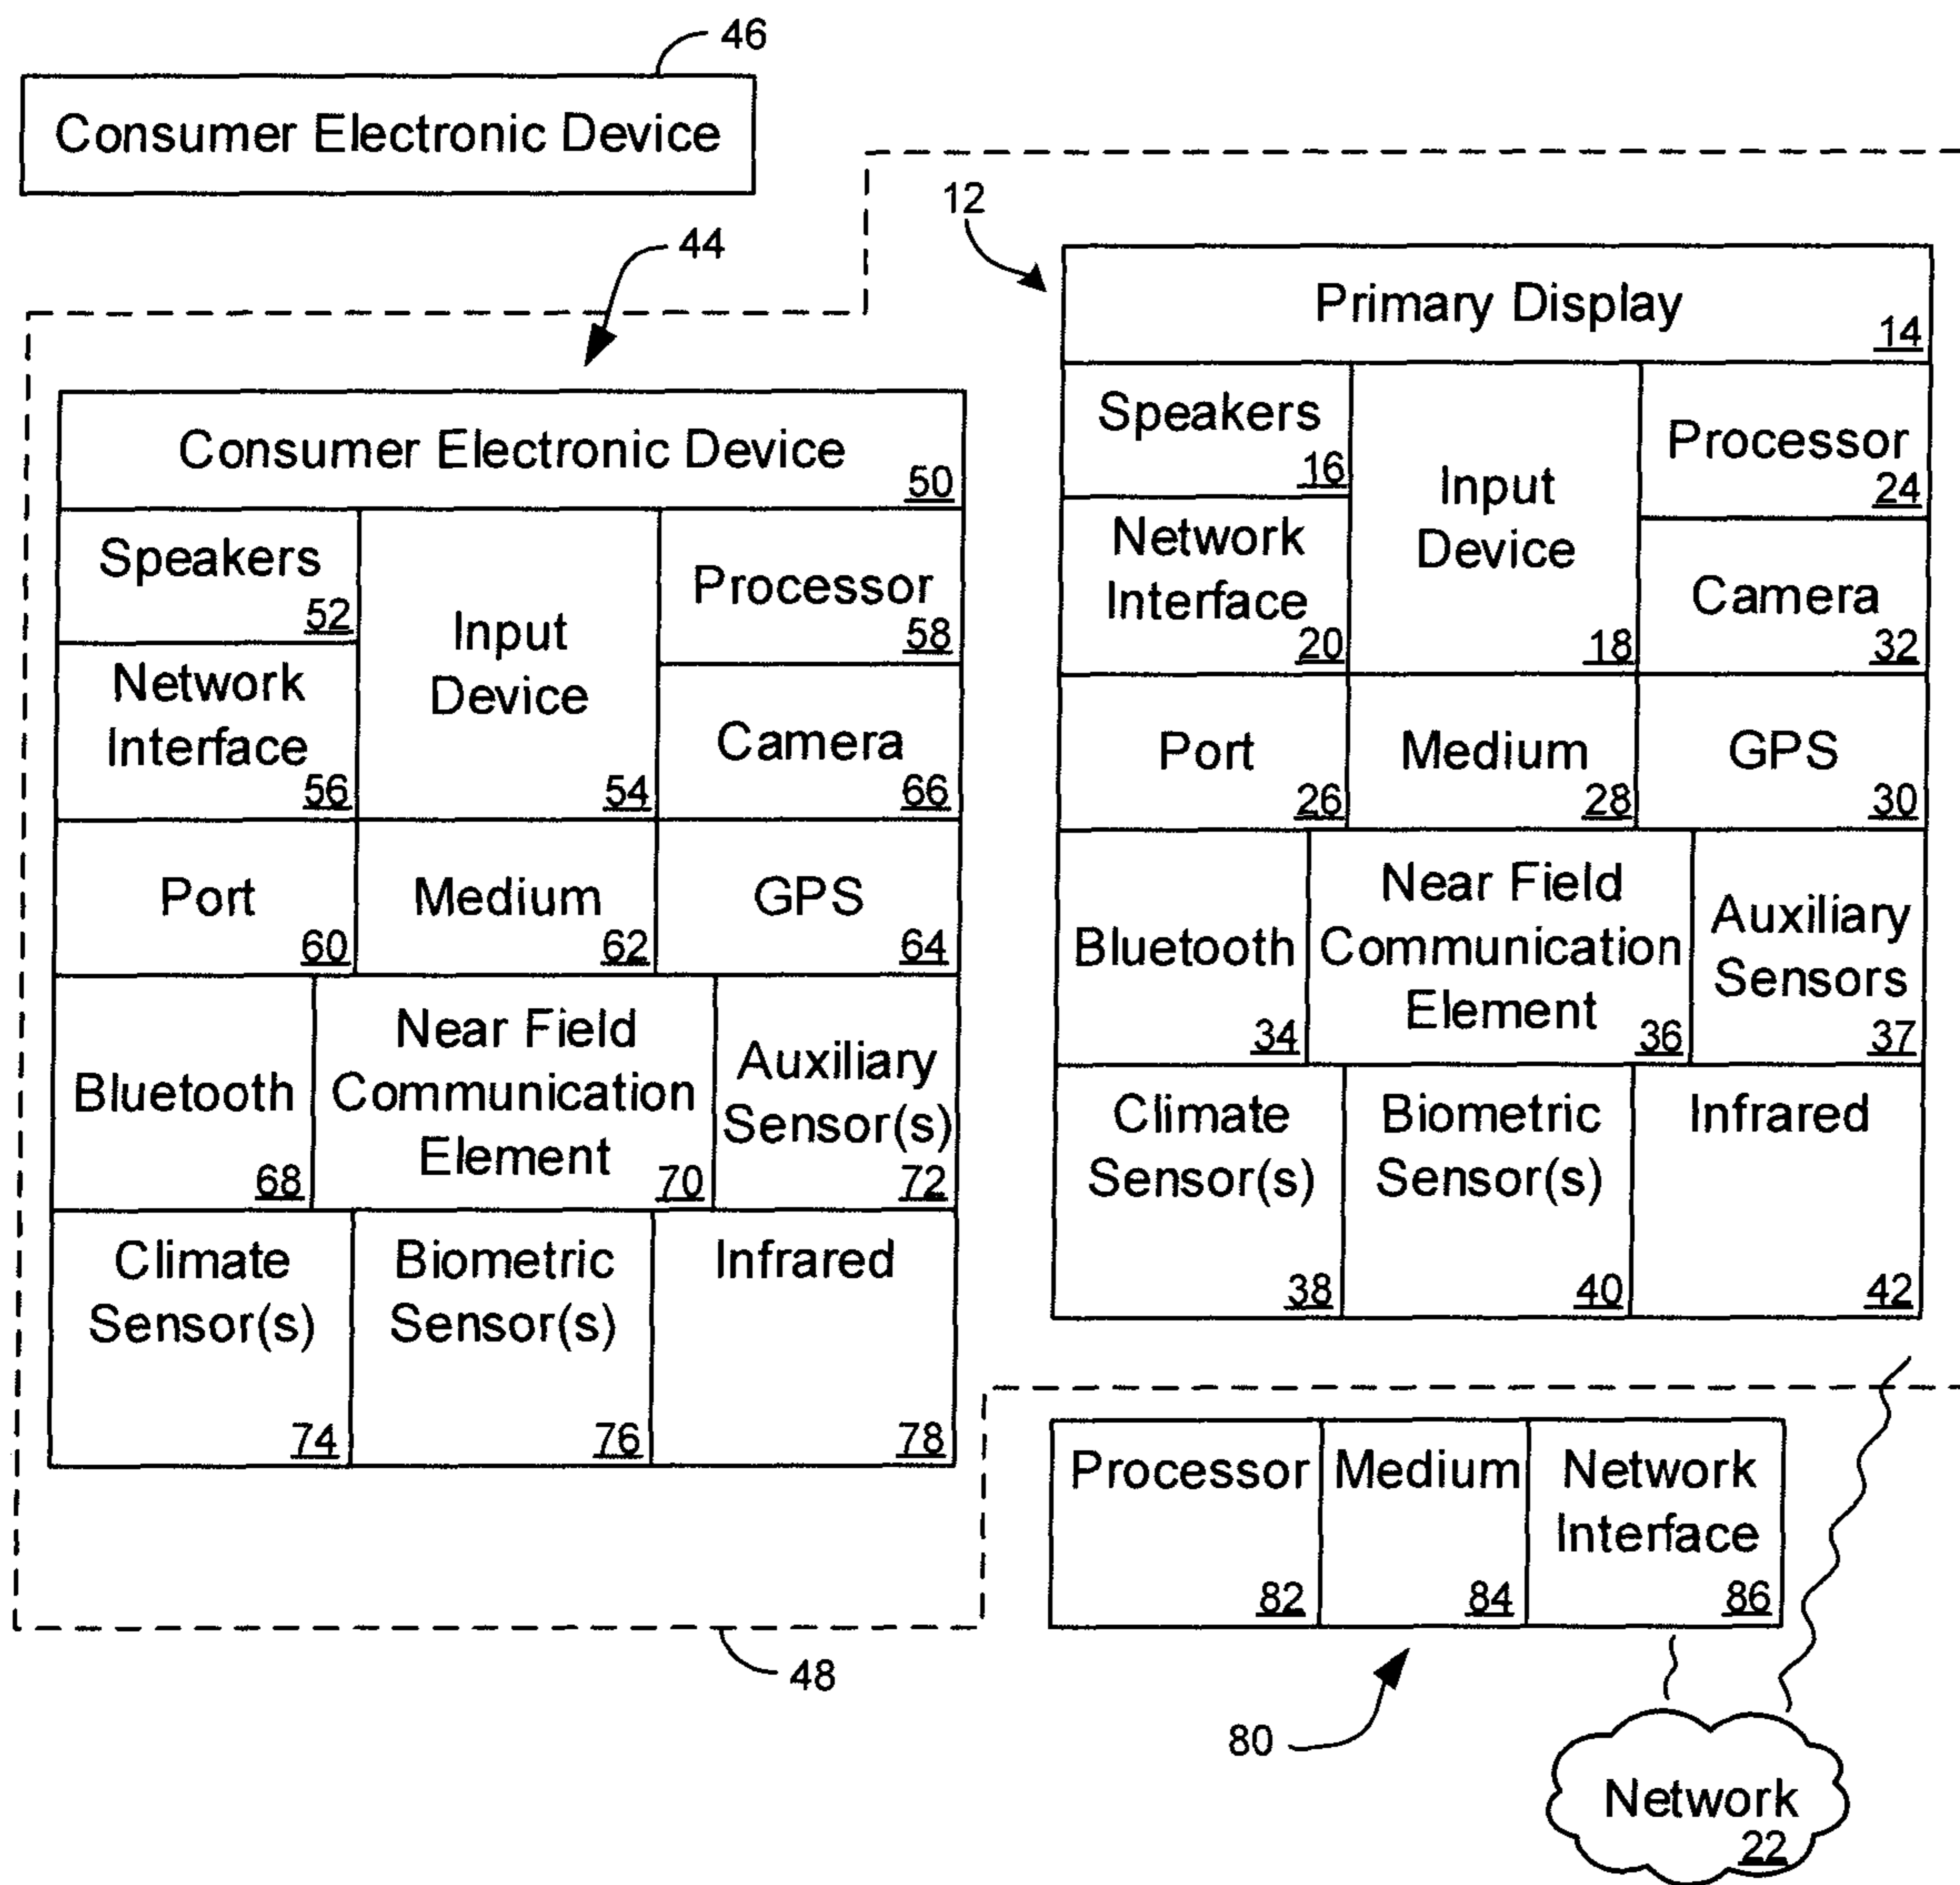 46
Consumer Electronic Device
44
Consumer Electronic Device
50
Speakers
52
Input
Device
54
Processor
58
Network
Interface
56
Camera
66
Port
60
Medium
62
GPS
64
Bluetooth
68
Near Field
Communication
Element
70
Auxiliary
Sensor(s)
72
Climate
Sensor(s)
74
Biometric
Sensor(s)
76
Infrared
78
48
12
Primary Display
14
Speakers
16
Input
Device
18
Processor
24
Network
Interface
20
Camera
32
Port
26
Medium
28
GPS
30
Bluetooth
34
Near Field
Communication
Element
36
Auxiliary
Sensors
37
Climate
Sensor(s)
38
Biometric
Sensor(s)
40
Infrared
42
Processor
82
Medium
84
Network
Interface
86
80
Network
22